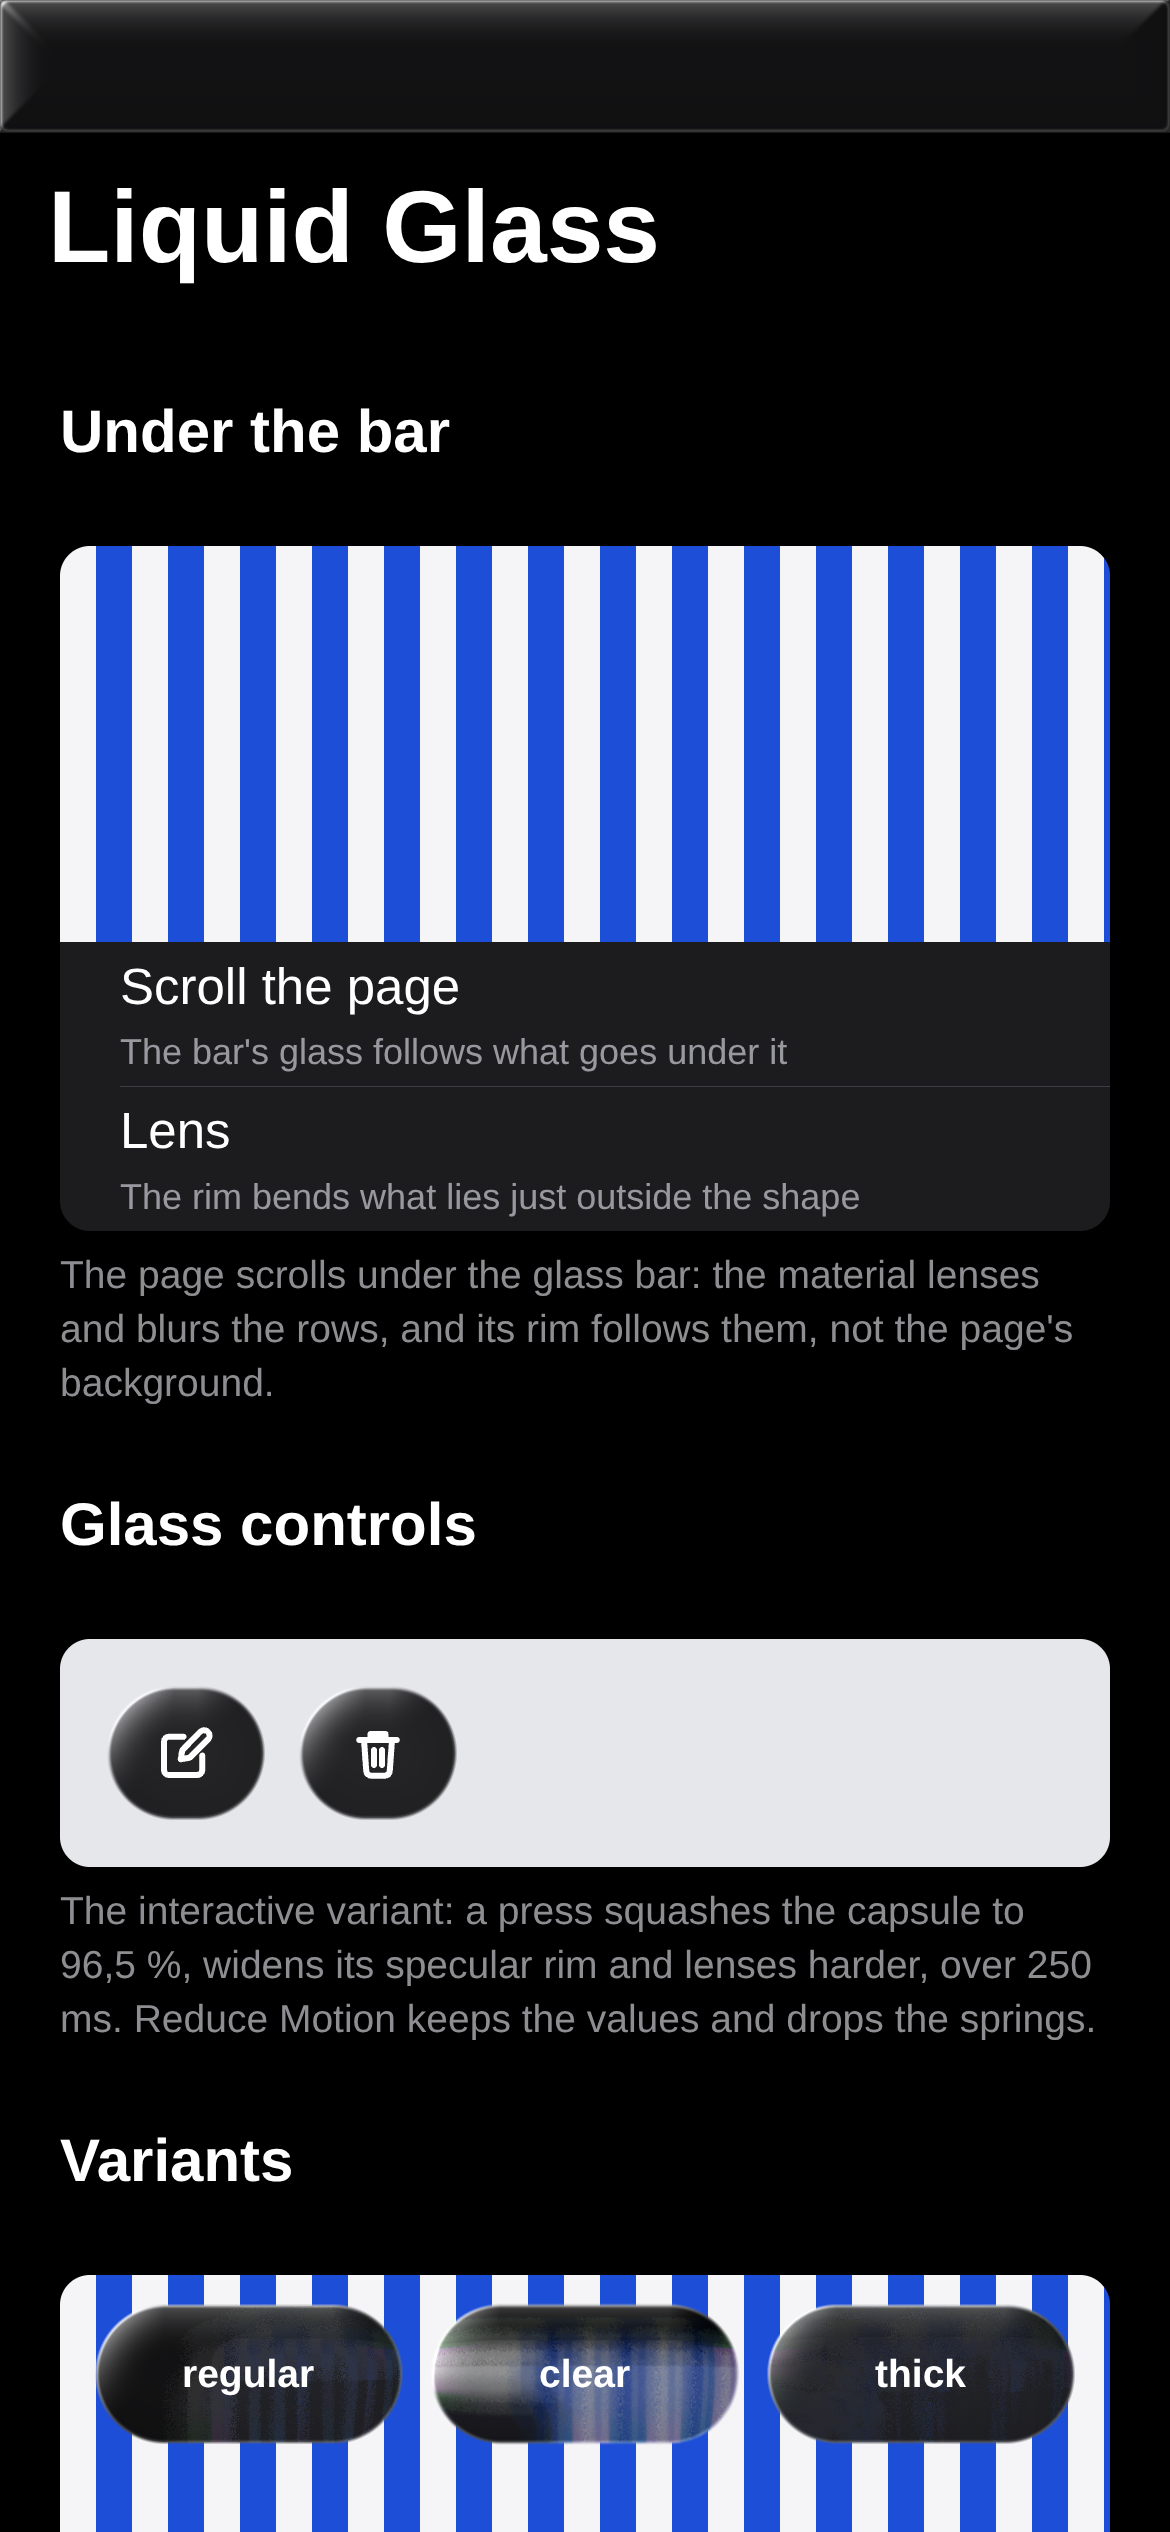 Liquid Glass
Under the bar
Scroll the page
The bar's glass follows what goes under it
Lens
The rim bends what lies just outside the shape
The page scrolls under the glass bar: the material lenses
and blurs the rows, and its rim follows them, not the page's
background.
Glass controls
The interactive variant: a press squashes the capsule to
96,5 %, widens its specular rim and lenses harder, over 250
ms. Reduce Motion keeps the values and drops the springs.
Variants
regular clear thick